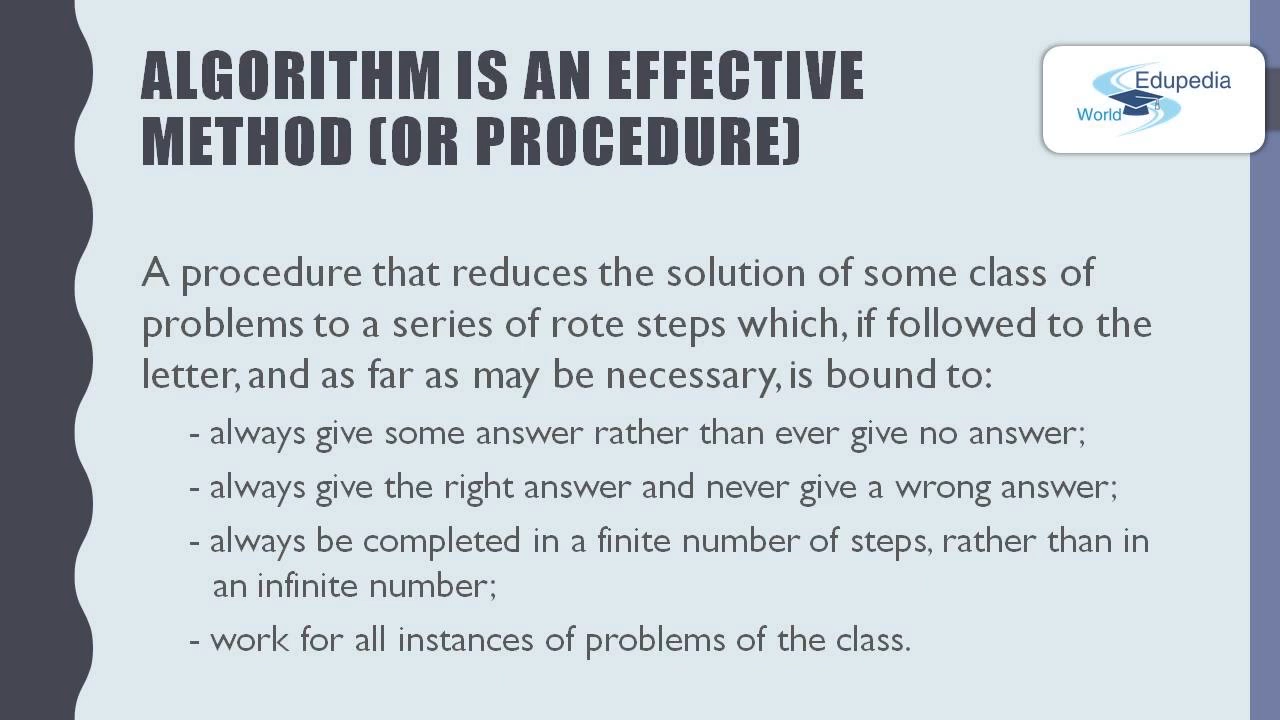 ALGORITHM IS AN EFFECTIVE
METHOD (OR PROCEDURE)
Edupedia
World
A procedure that reduces the solution of some class of
problems to a series of rote steps which, if followed to the
letter, and as far as may be necessary, is bound to:
- always give some answer rather than ever give no answer;
- always give the right answer and never give a wrong answer;
- always be completed in a finite number of steps, rather than in
an infinite number;
- work for all instances of problems of the class.